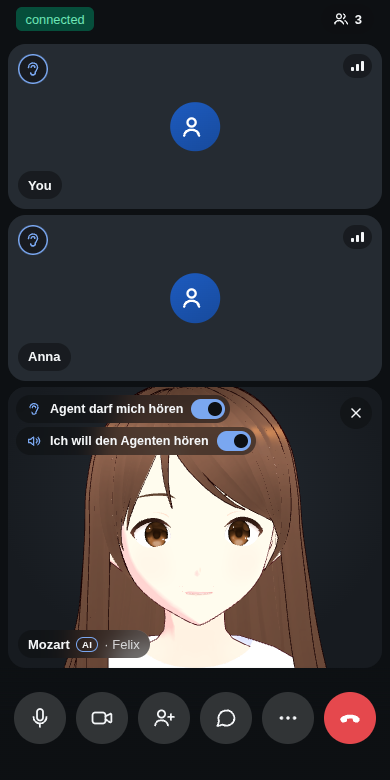 connected
3
You
Anna
Agent darf mich hören
Ich will den Agenten hören
Mozart AI · Felix